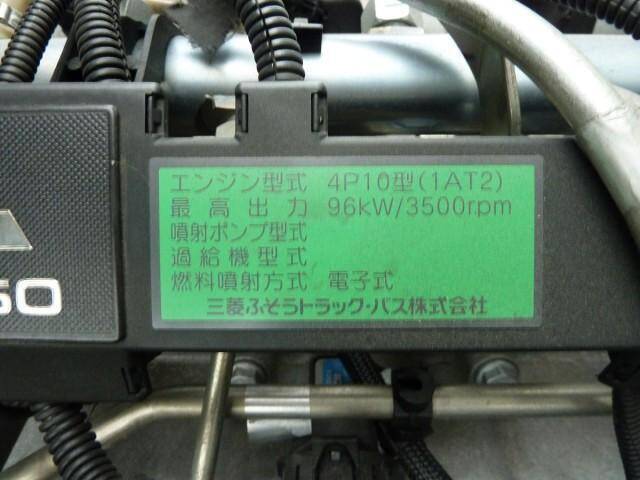 エンジン型式 4P10型(1AT2)
最高出力 96kW/3500r.pm
噴射ポンプ型式
過給機型式
燃料噴射方式 電子式
三菱ふそうトラック・バス株式会社